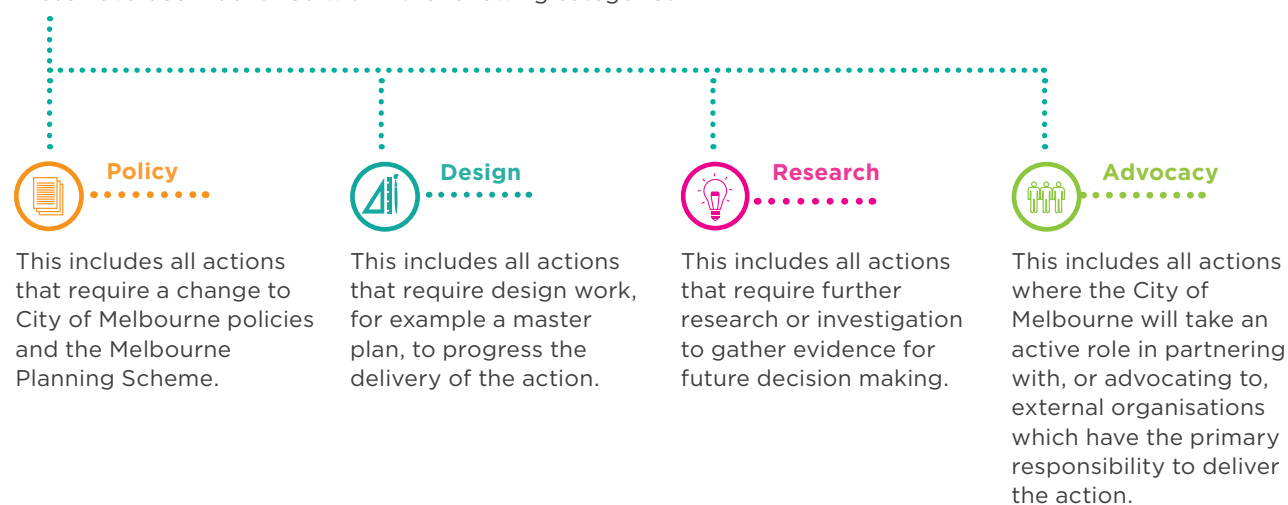 Policy
This includes all actions
that require a change to
City of Melbourne policies
and the Melbourne
Planning Scheme.
Design
This includes all actions
that require design work,
for example a master
plan, to progress the
delivery of the action.
Research
This includes all actions
that require further
research or investigation
to gather evidence for
future decision making.
Advocacy
This includes all actions
where the City of
Melbourne will take an
active role in partnering
with, or advocating to,
external organisations
which have the primary
responsibility to deliver
the action.